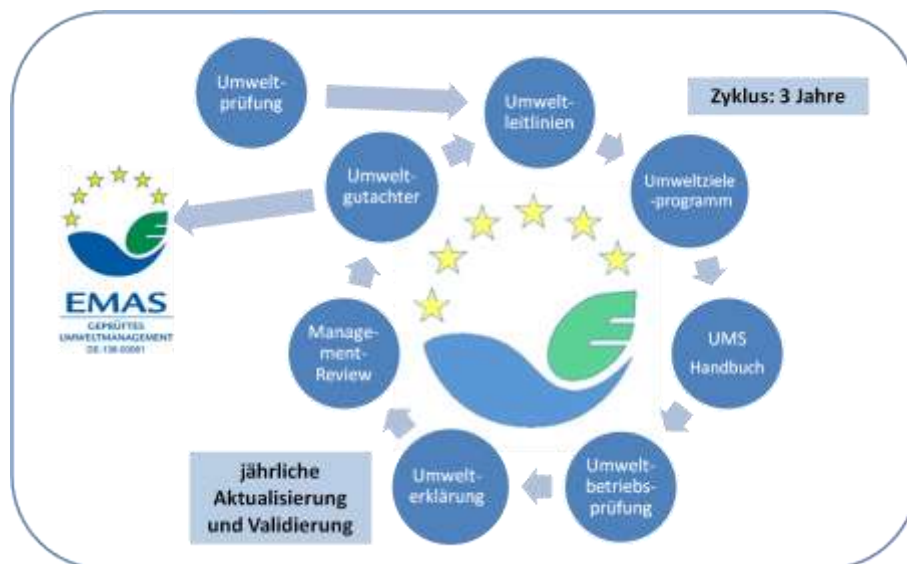 Umwelt-
prüfung
Umwelt-
leitlinien
Zyklus: 3 Jahre
Umwelt-
gutachter
Umweltziele
-programm
EMAS
GEPRÜFTES
UMWELTMANAGEMENT
Manage-
ment-
Review
UMS
Handbuch
jährliche
Aktualisierung
und Validierung
Umwelt-
erklärung
Umwelt-
betriebs-
prüfung